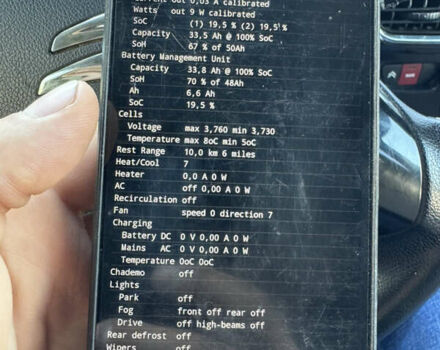 Current out 0,03 A calibrated
Watts out 9 W calibrated
SoC (1) 19,5 % (2) 19,5 %
Capacity 33,5 Ah @ 100% SoC
SoH 67 % of 50Ah
Battery Management Unit
Capacity 33,8 Ah @ 100% SoC
SoH 70 % of 48Ah
Ah 6,6 Ah
SoC 19,5 %
Cells
Voltage max 3,760 min 3,730
Temperature max 8oC min 5oC
Rest Range 10,0 km 6 miles
Heat/Cool 7
Heater 0,0 A 0 W
AC off 0,00 A 0 W
Recirculation off
Fan speed 0 direction 7
Charging
Battery DC 0 V 0,00 A 0 W
Mains AC 0 V 0,00 A 0 W
Temperature 0oC 0oC
Chademo off
Lights
Park off
Fog front off rear off
Drive off high-beams off
Rear defrost off
Wipers off